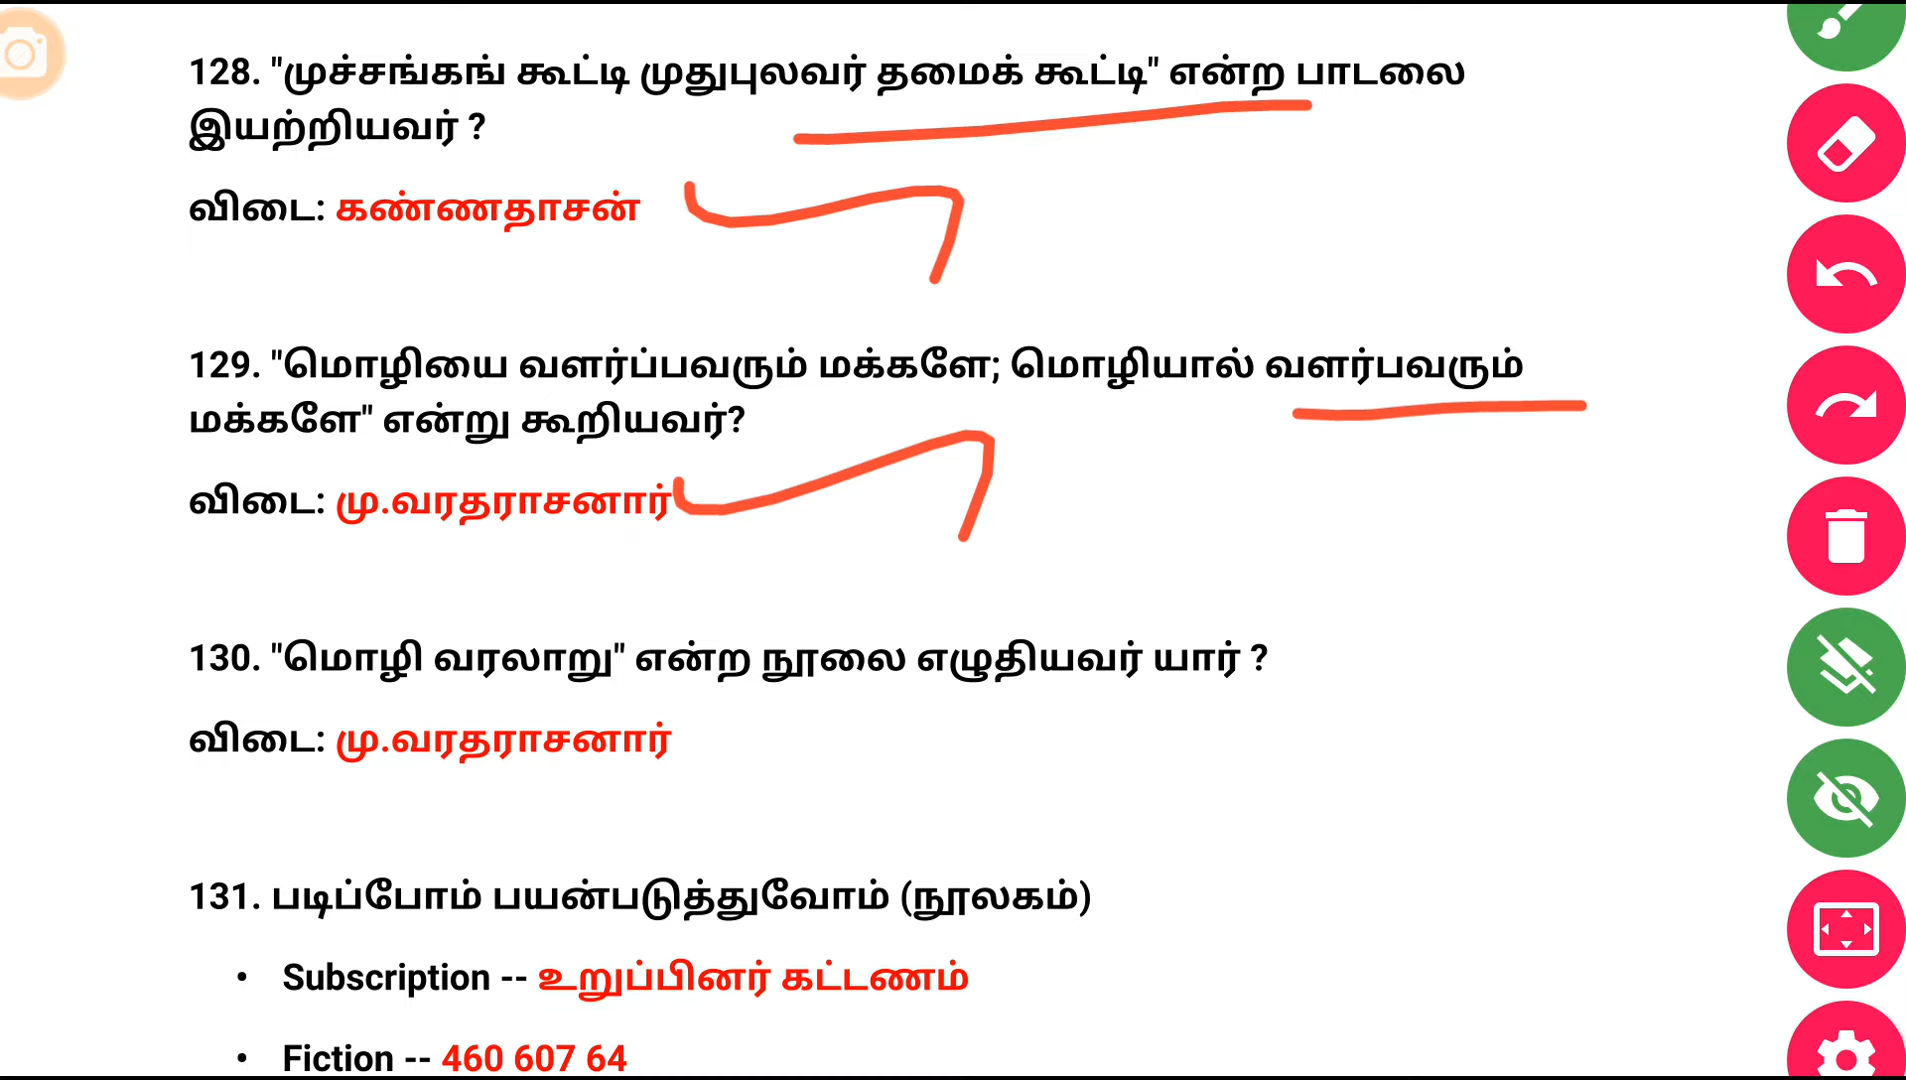 128. "முச்சங்கங் கூட்டி முதுபுலவர் தமைக் கூட்டி" என்ற பாடலை
இயற்றியவர் ?
விடை: கண்ணதாசன்
129. "மொழியை வளர்ப்பவரும் மக்களே; மொழியால் வளர்பவரும்
மக்களே" என்று கூறியவர்?
விடை: மு.வரதராசனார்
130. "மொழி வரலாறு" என்ற நூலை எழுதியவர் யார் ?
விடை: மு.வரதராசனார்
131. படிப்போம் பயன்படுத்துவோம் (நூலகம்)
• Subscription -- உறுப்பினர் கட்டணம்
• Fiction -- 460 607 64